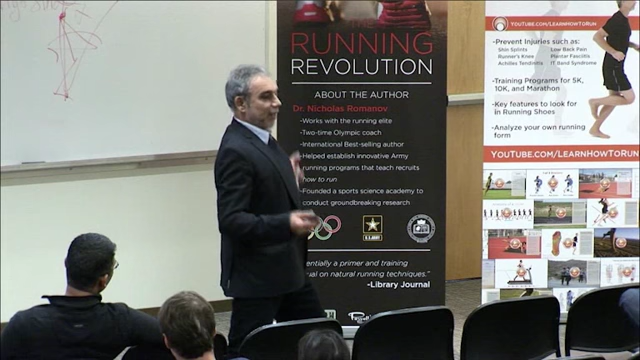 RUNNING
REVOLUTION
ABOUT THE AUTHOR
Dr. Nicholas Romanov
-Works with the running elite
-Two-time Olympic coach
-International Best-selling author
-Helped establish innovative Army
running programs that teach recruits
how to run
-Founded a sports science academy to
conduct groundbreaking research
U.S. ARMY
entially a primer and training
ual on natural running techniques."
-Library Journal
YOUTUBE.COM/LEARNHOWTORUN
-Prevent Injuries such as:
Shin Splints Low Back Pain
Runner's Knee Plantar Fasciitis
Achilles Tendinitis IT Band Syndrome
-Training Programs for 5K,
10K, and Marathon
-Key features to look for
in Running Shoes
-Analyze your own running
form
YOUTUBE.COM/LEARNHOWTORUN